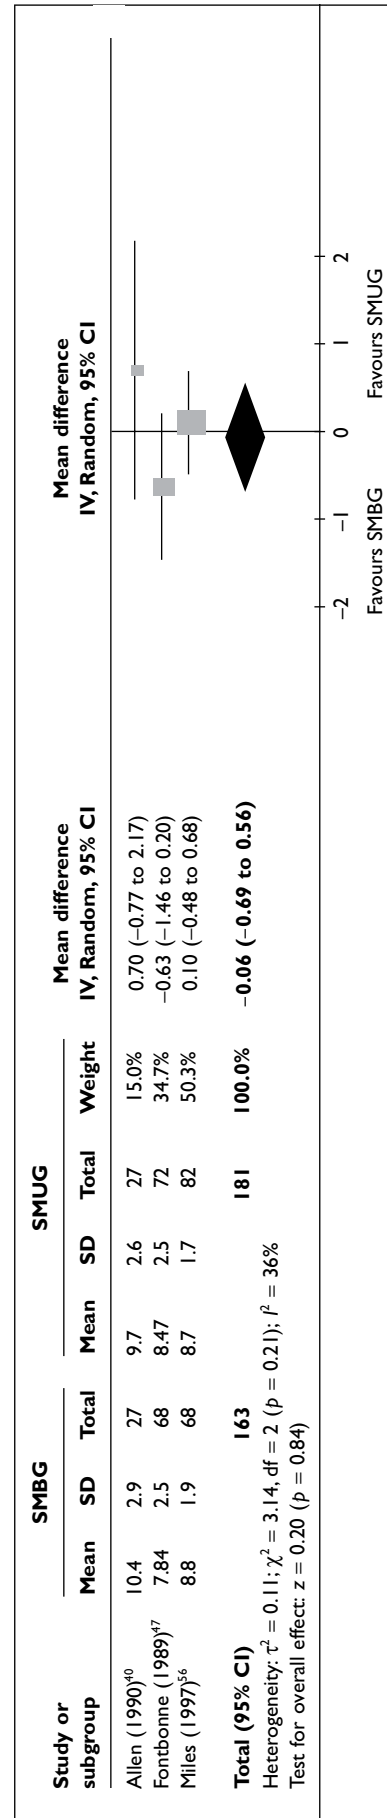 SMBG SMUG Mean difference Mean difference
Study or subgroup Mean SD Total Mean SD Total Weight IV, Random, 95% CI IV, Random, 95% CI
Allen (1990)40 10.4 2.9 27 9.7 2.6 27 15.0% 0.70 (−0.77 to 2.17)
Fontbonne (1989)47 7.84 2.5 68 8.47 2.5 72 34.7% −0.63 (−1.46 to 0.20)
Miles (1997)56 8.8 1.9 68 8.7 1.7 82 50.3% 0.10 (−0.48 to 0.68)
Total (95% CI) 163 181 100.0% −0.06 (−0.69 to 0.56)
Heterogeneity: τ2 = 0.11; χ2 = 3.14, df = 2 (p = 0.21); I2 = 36%
Test for overall effect: z = 0.20 (p = 0.84)
−2 −1 0 1 2
Favours SMBG Favours SMUG